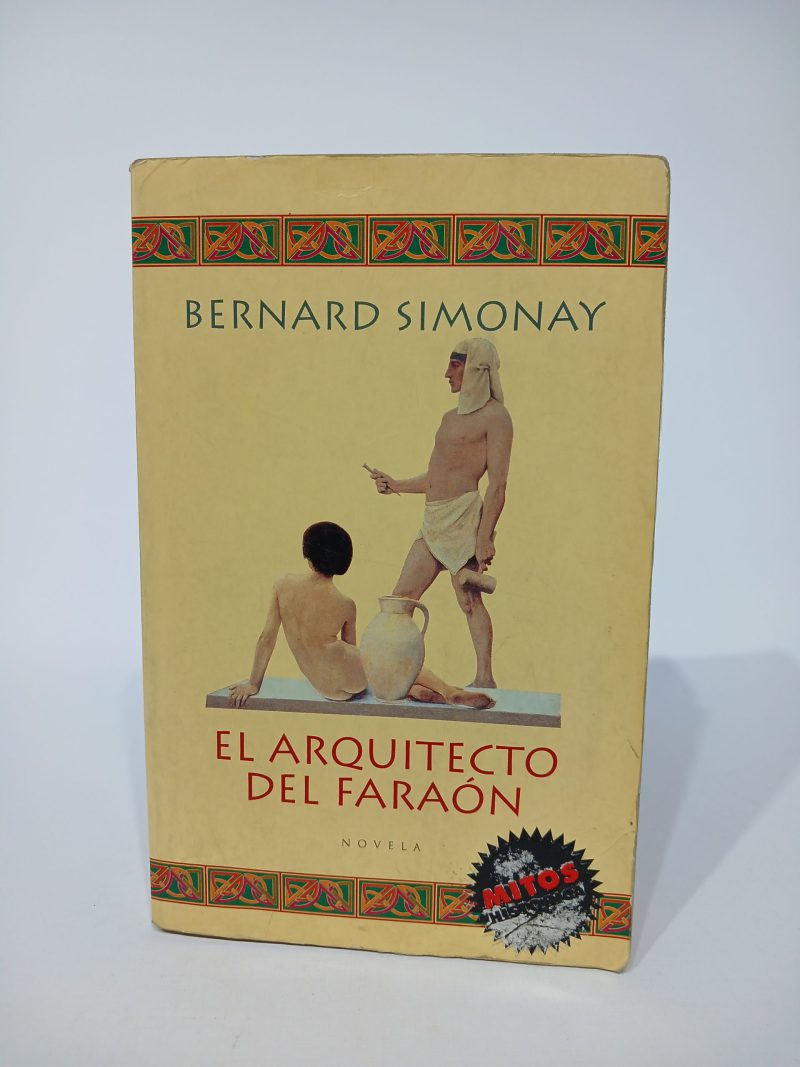 BERNARD SIMONAY
EL ARQUITECTO
DEL FARAÓN
NOVELA
MITOS